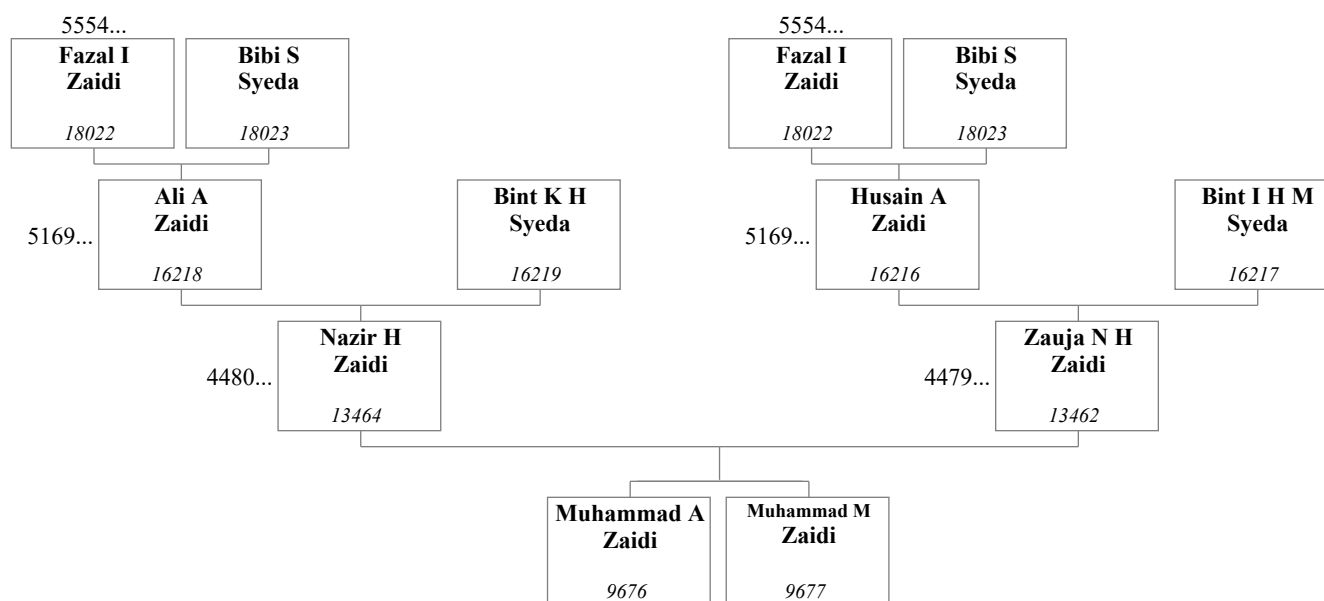 5554...
Fazal I
Zaidi
18022
Bibi S
Syeda
18023
5554...
Fazal I
Zaidi
18022
Bibi S
Syeda
18023
5169...
Ali A
Zaidi
16218
Bint K H
Syeda
16219
5169...
Husain A
Zaidi
16216
Bint I H M
Syeda
16217
4480...
Nazir H
Zaidi
13464
4479...
Zauja N H
Zaidi
13462
Muhammad A
Zaidi
9676
Muhammad M
Zaidi
9677